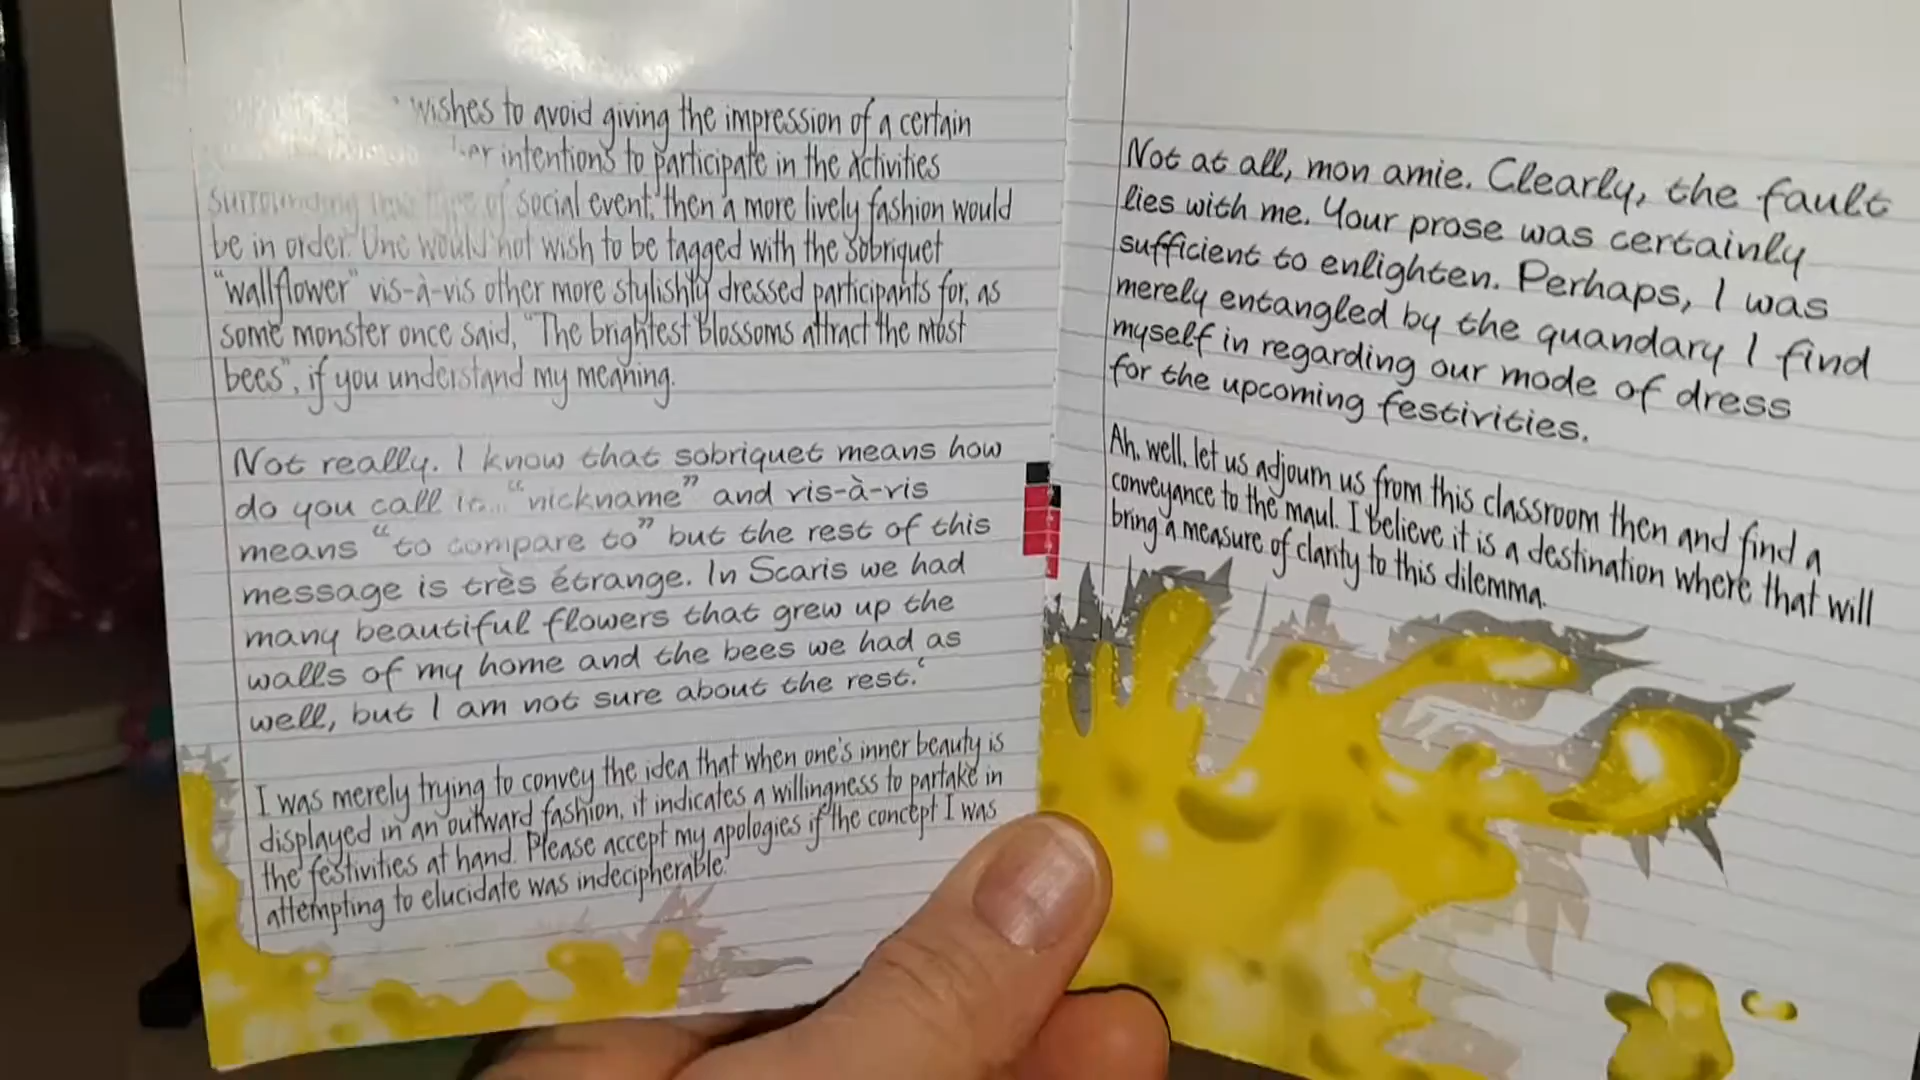 wishes to avoid giving the impression of a certain
intentions to participate in the activities
surrounding this type of social event, then a more lively fashion would
be in order. One would not wish to be tagged with the sobriquet
"wallflower" vis-à-vis other more stylishly dressed participants for, as
some monster once said, "The brightest blossoms attract the most
bees", if you understand my meaning.
Not really. I know that sobriquet means how
do you call it... "nickname" and vis-à-vis
means "to compare to" but the rest of this
message is très étrange. In Scaris we had
many beautiful flowers that grew up the
walls of my home and the bees we had as
well, but I am not sure about the rest.'
I was merely trying to convey the idea that when one's inner beauty is
displayed in an outward fashion, it indicates a willingness to partake in
the festivities at hand. Please accept my apologies if the concept I was
attempting to elucidate was indecipherable.
Not at all, mon amie. Clearly, the fault
lies with me. Your prose was certainly
sufficient to enlighten. Perhaps, I was
merely entangled by the quandary I find
myself in regarding our mode of dress
for the upcoming festivities.
Ah, well, let us adjourn us from this classroom then and find a
conveyance to the maul. I believe it is a destination where that will
bring a measure of clarity to this dilemma.